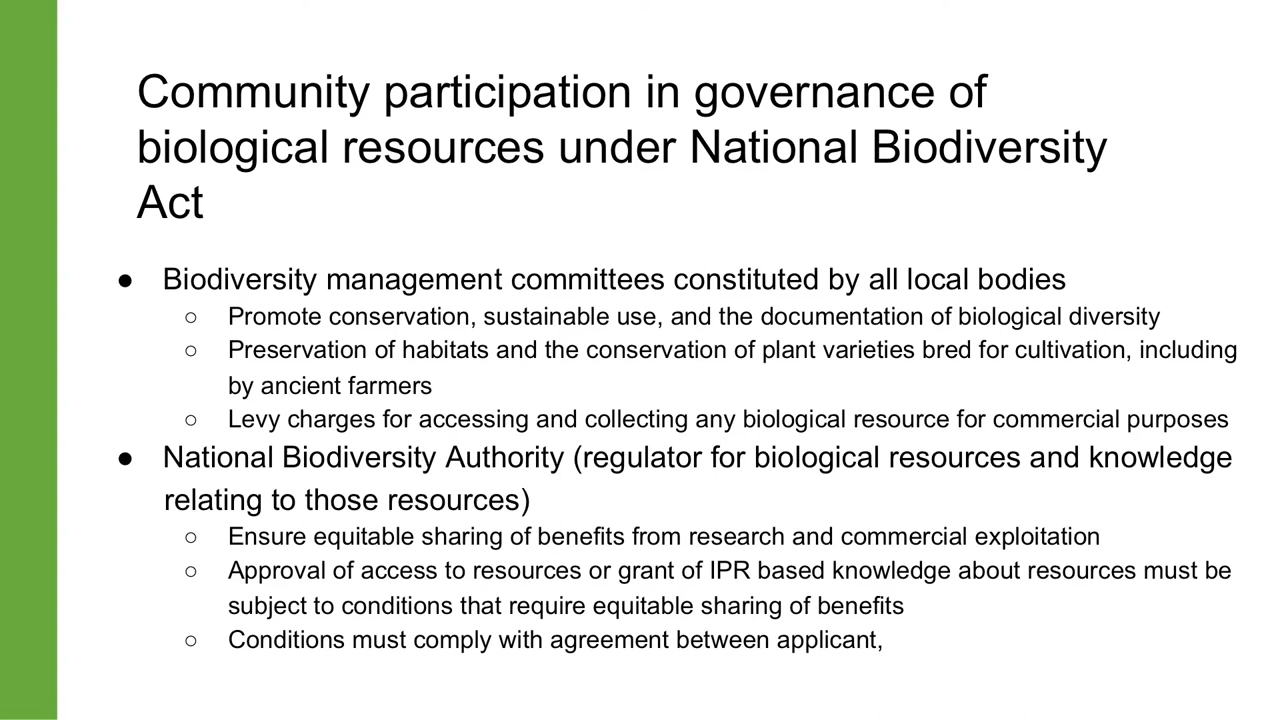 Community participation in governance of
biological resources under National Biodiversity
Act
● Biodiversity management committees constituted by all local bodies
○ Promote conservation, sustainable use, and the documentation of biological diversity
○ Preservation of habitats and the conservation of plant varieties bred for cultivation, including
by ancient farmers
○ Levy charges for accessing and collecting any biological resource for commercial purposes
● National Biodiversity Authority (regulator for biological resources and knowledge
relating to those resources)
○ Ensure equitable sharing of benefits from research and commercial exploitation
○ Approval of access to resources or grant of IPR based knowledge about resources must be
subject to conditions that require equitable sharing of benefits
○ Conditions must comply with agreement between applicant,